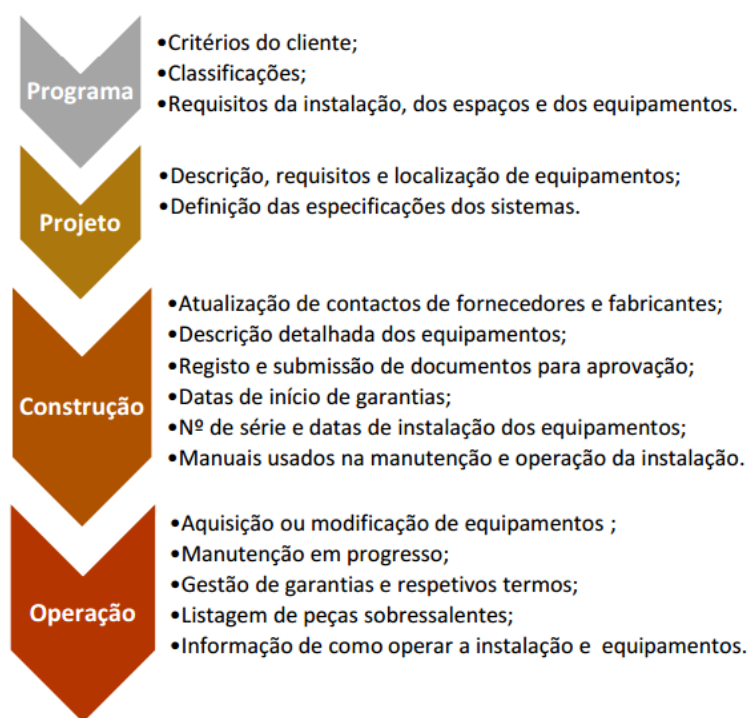 Programa
•Critérios do cliente;
•Classificações;
•Requisitos da instalação, dos espaços e dos equipamentos.
Projeto
•Descrição, requisitos e localização de equipamentos;
•Definição das especificações dos sistemas.
Construção
•Atualização de contactos de fornecedores e fabricantes;
•Descrição detalhada dos equipamentos;
•Registo e submissão de documentos para aprovação;
•Datas de início de garantias;
•Nº de série e datas de instalação dos equipamentos;
•Manuais usados na manutenção e operação da instalação.
Operação
•Aquisição ou modificação de equipamentos ;
•Manutenção em progresso;
•Gestão de garantias e respetivos termos;
•Listagem de peças sobressalentes;
•Informação de como operar a instalação e  equipamentos.